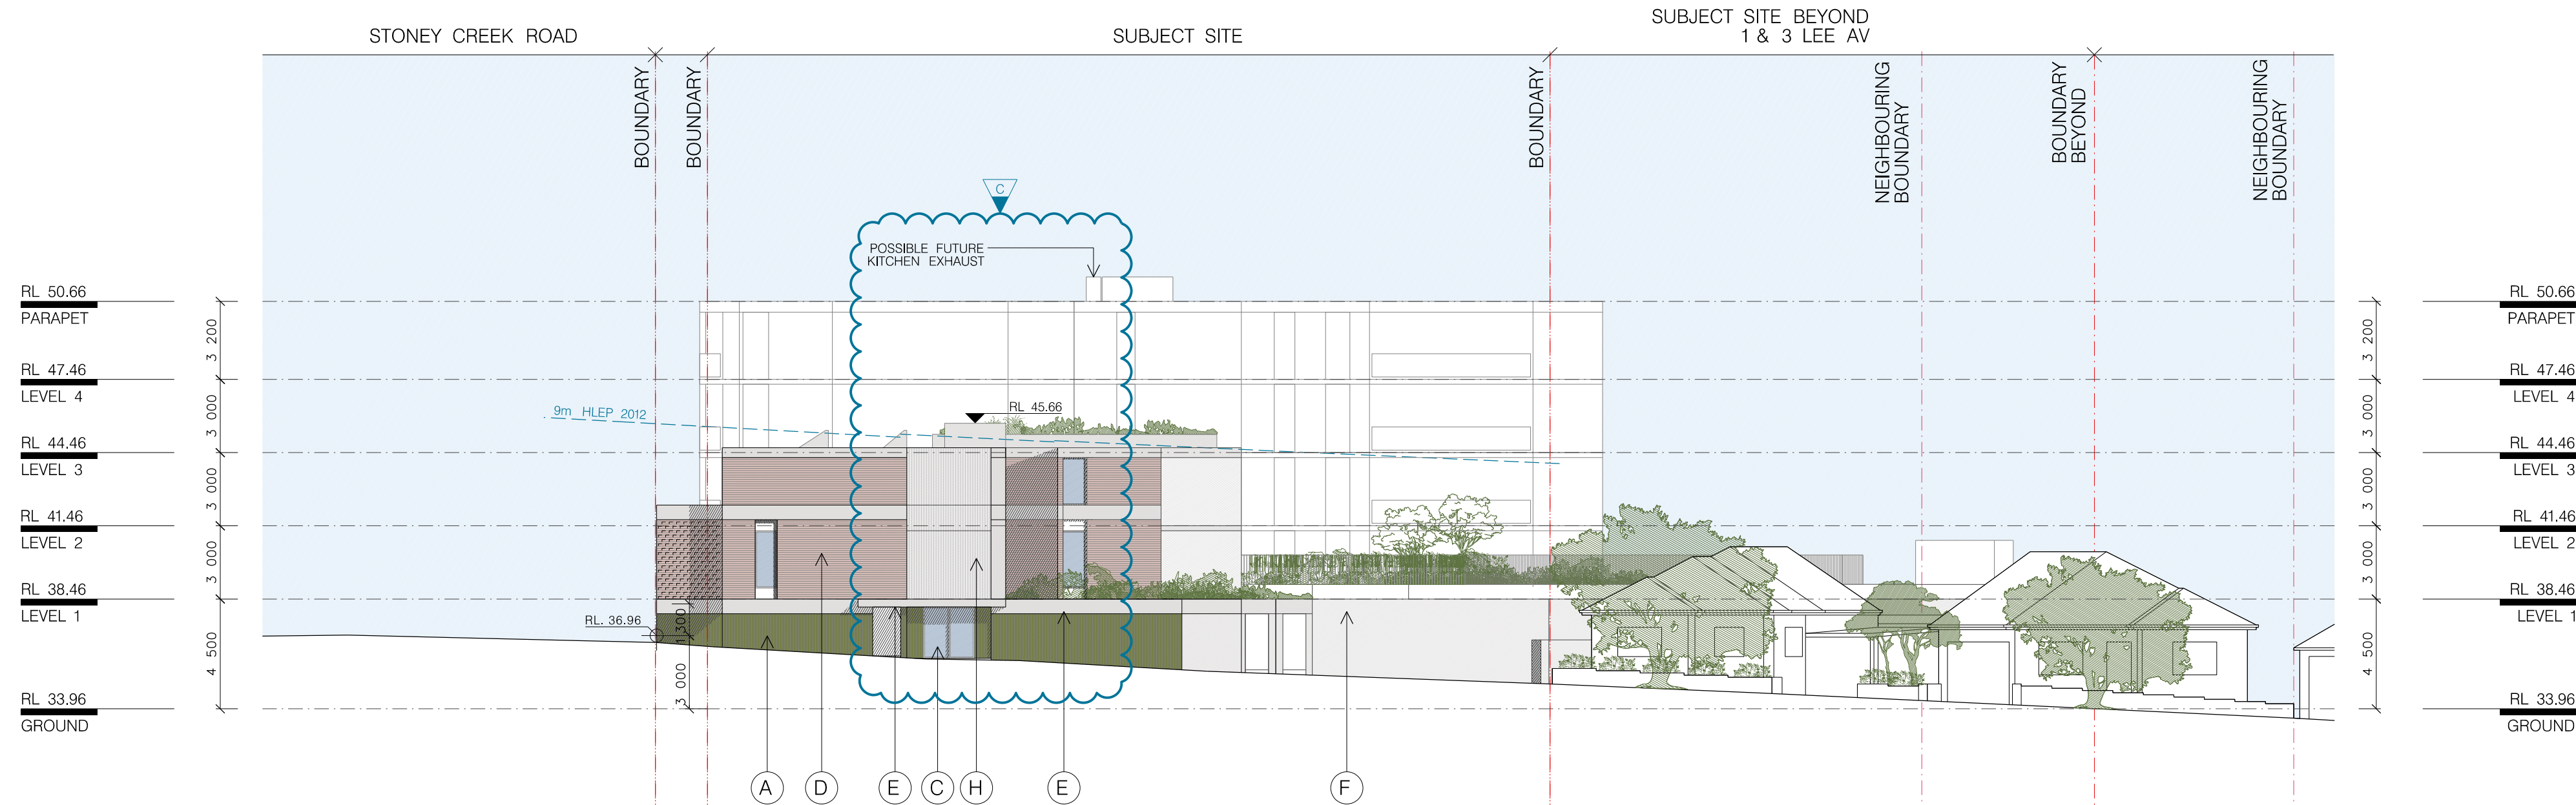 STONEY CREEK ROAD
SUBJECT SITE
SUBJECT SITE BEYOND
1 & 3 LEE AV
BOUNDARY
BOUNDARY
BOUNDARY
NEIGHBOURING
BOUNDARY
BOUNDARY
BEYOND
NEIGHBOURING
BOUNDARY
C
POSSIBLE FUTURE
KITCHEN EXHAUST
RL 50.66
PARAPET
3 200
RL 47.46
LEVEL 4
3 000
RL 44.46
LEVEL 3
3 000
RL 41.46
LEVEL 2
3 000
RL 38.46
LEVEL 1
4 500
RL 33.96
GROUND
9m HLEP 2012
RL 45.66
RL. 36.96
1 300
3 000
RL 50.66
PARAPET
3 200
RL 47.46
LEVEL 4
3 000
RL 44.46
LEVEL 3
3 000
RL 41.46
LEVEL 2
3 000
RL 38.46
LEVEL 1
4 500
RL 33.96
GROUND
A
D
E
C
H
E
F